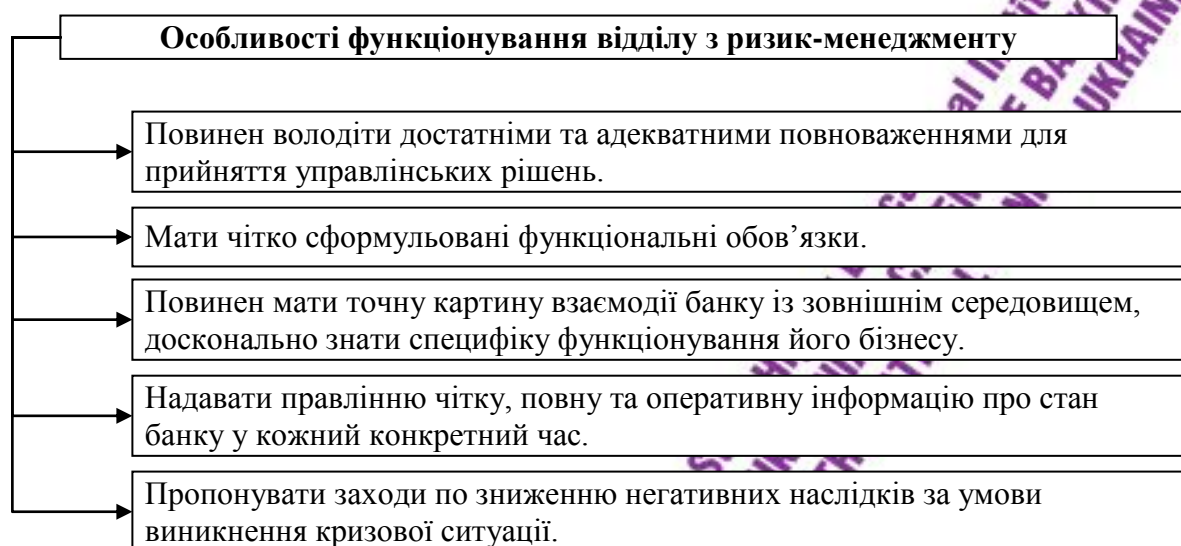 Особливості функціонування відділу з ризик-менеджменту
Повинен володіти достатніми та адекватними повноваженнями для
прийняття управлінських рішень.
Мати чітко сформульовані функціональні обов’язки.
Повинен мати точну картину взаємодії банку із зовнішнім середовищем,
досконально знати специфіку функціонування його бізнесу.
Надавати правлінню чітку, повну та оперативну інформацію про стан
банку у кожний конкретний час.
Пропонувати заходи по зниженню негативних наслідків за умови
виникнення кризової ситуації.